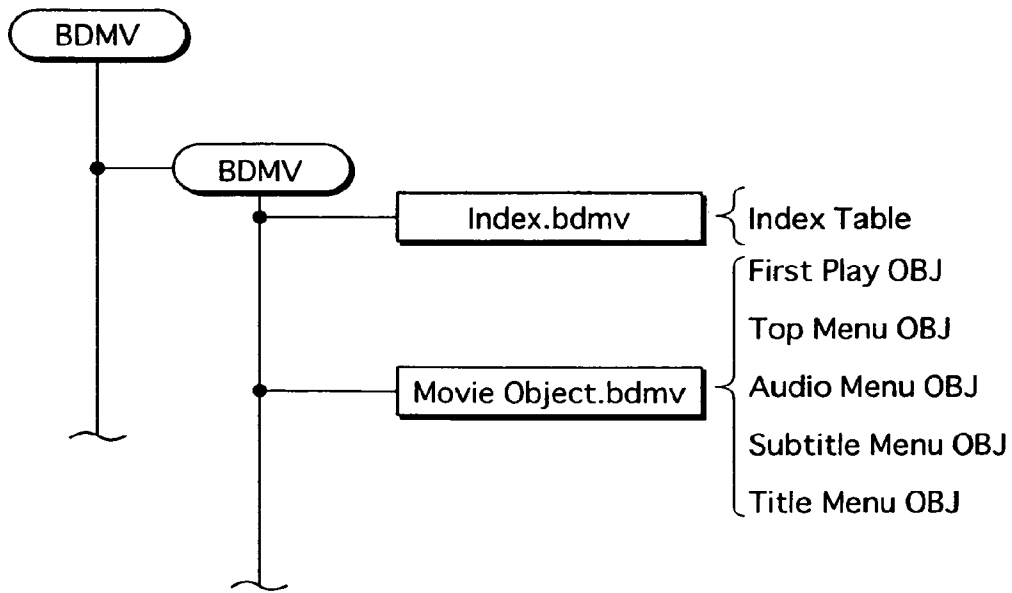 BDMV
BDMV
Index.bdmv
Index Table
First Play OBJ
Top Menu OBJ
Movie Object.bdmv
Audio Menu OBJ
Subtitle Menu OBJ
Title Menu OBJ